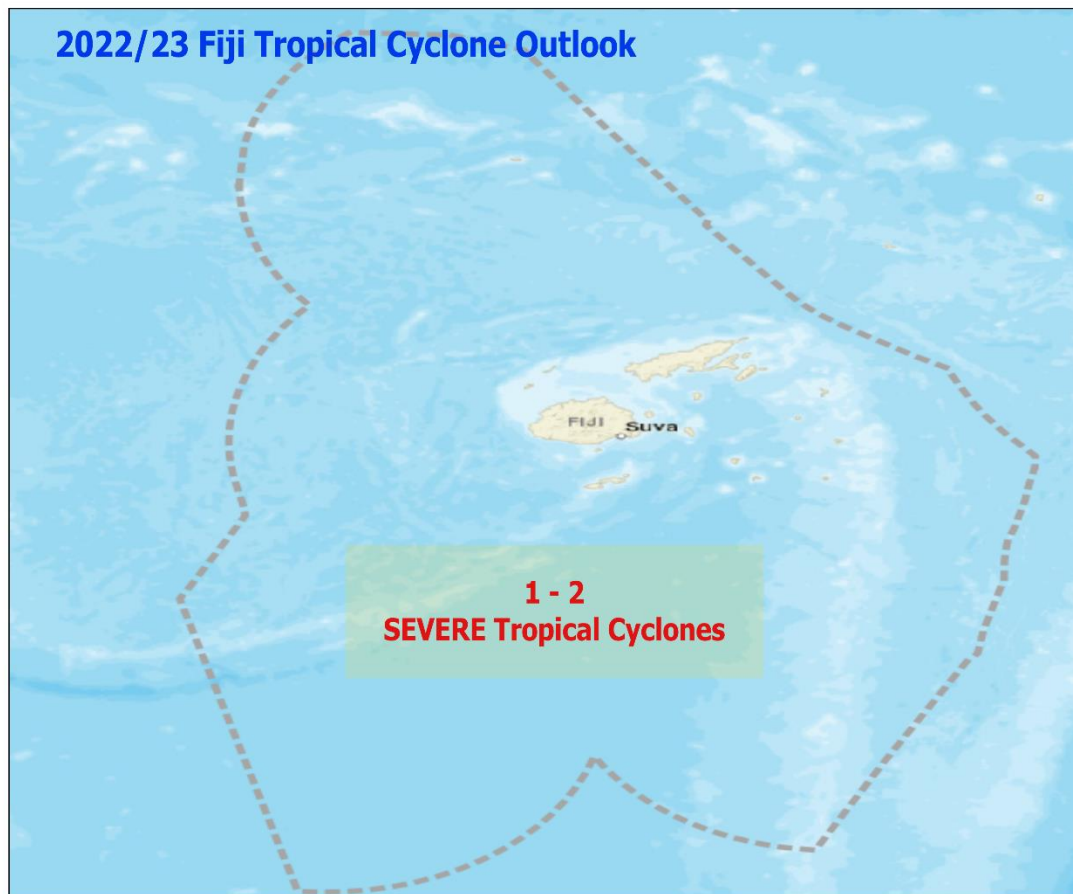 2022/23 Fiji Tropical Cyclone Outlook
FIJI
Suva
1 - 2
SEVERE Tropical Cyclones